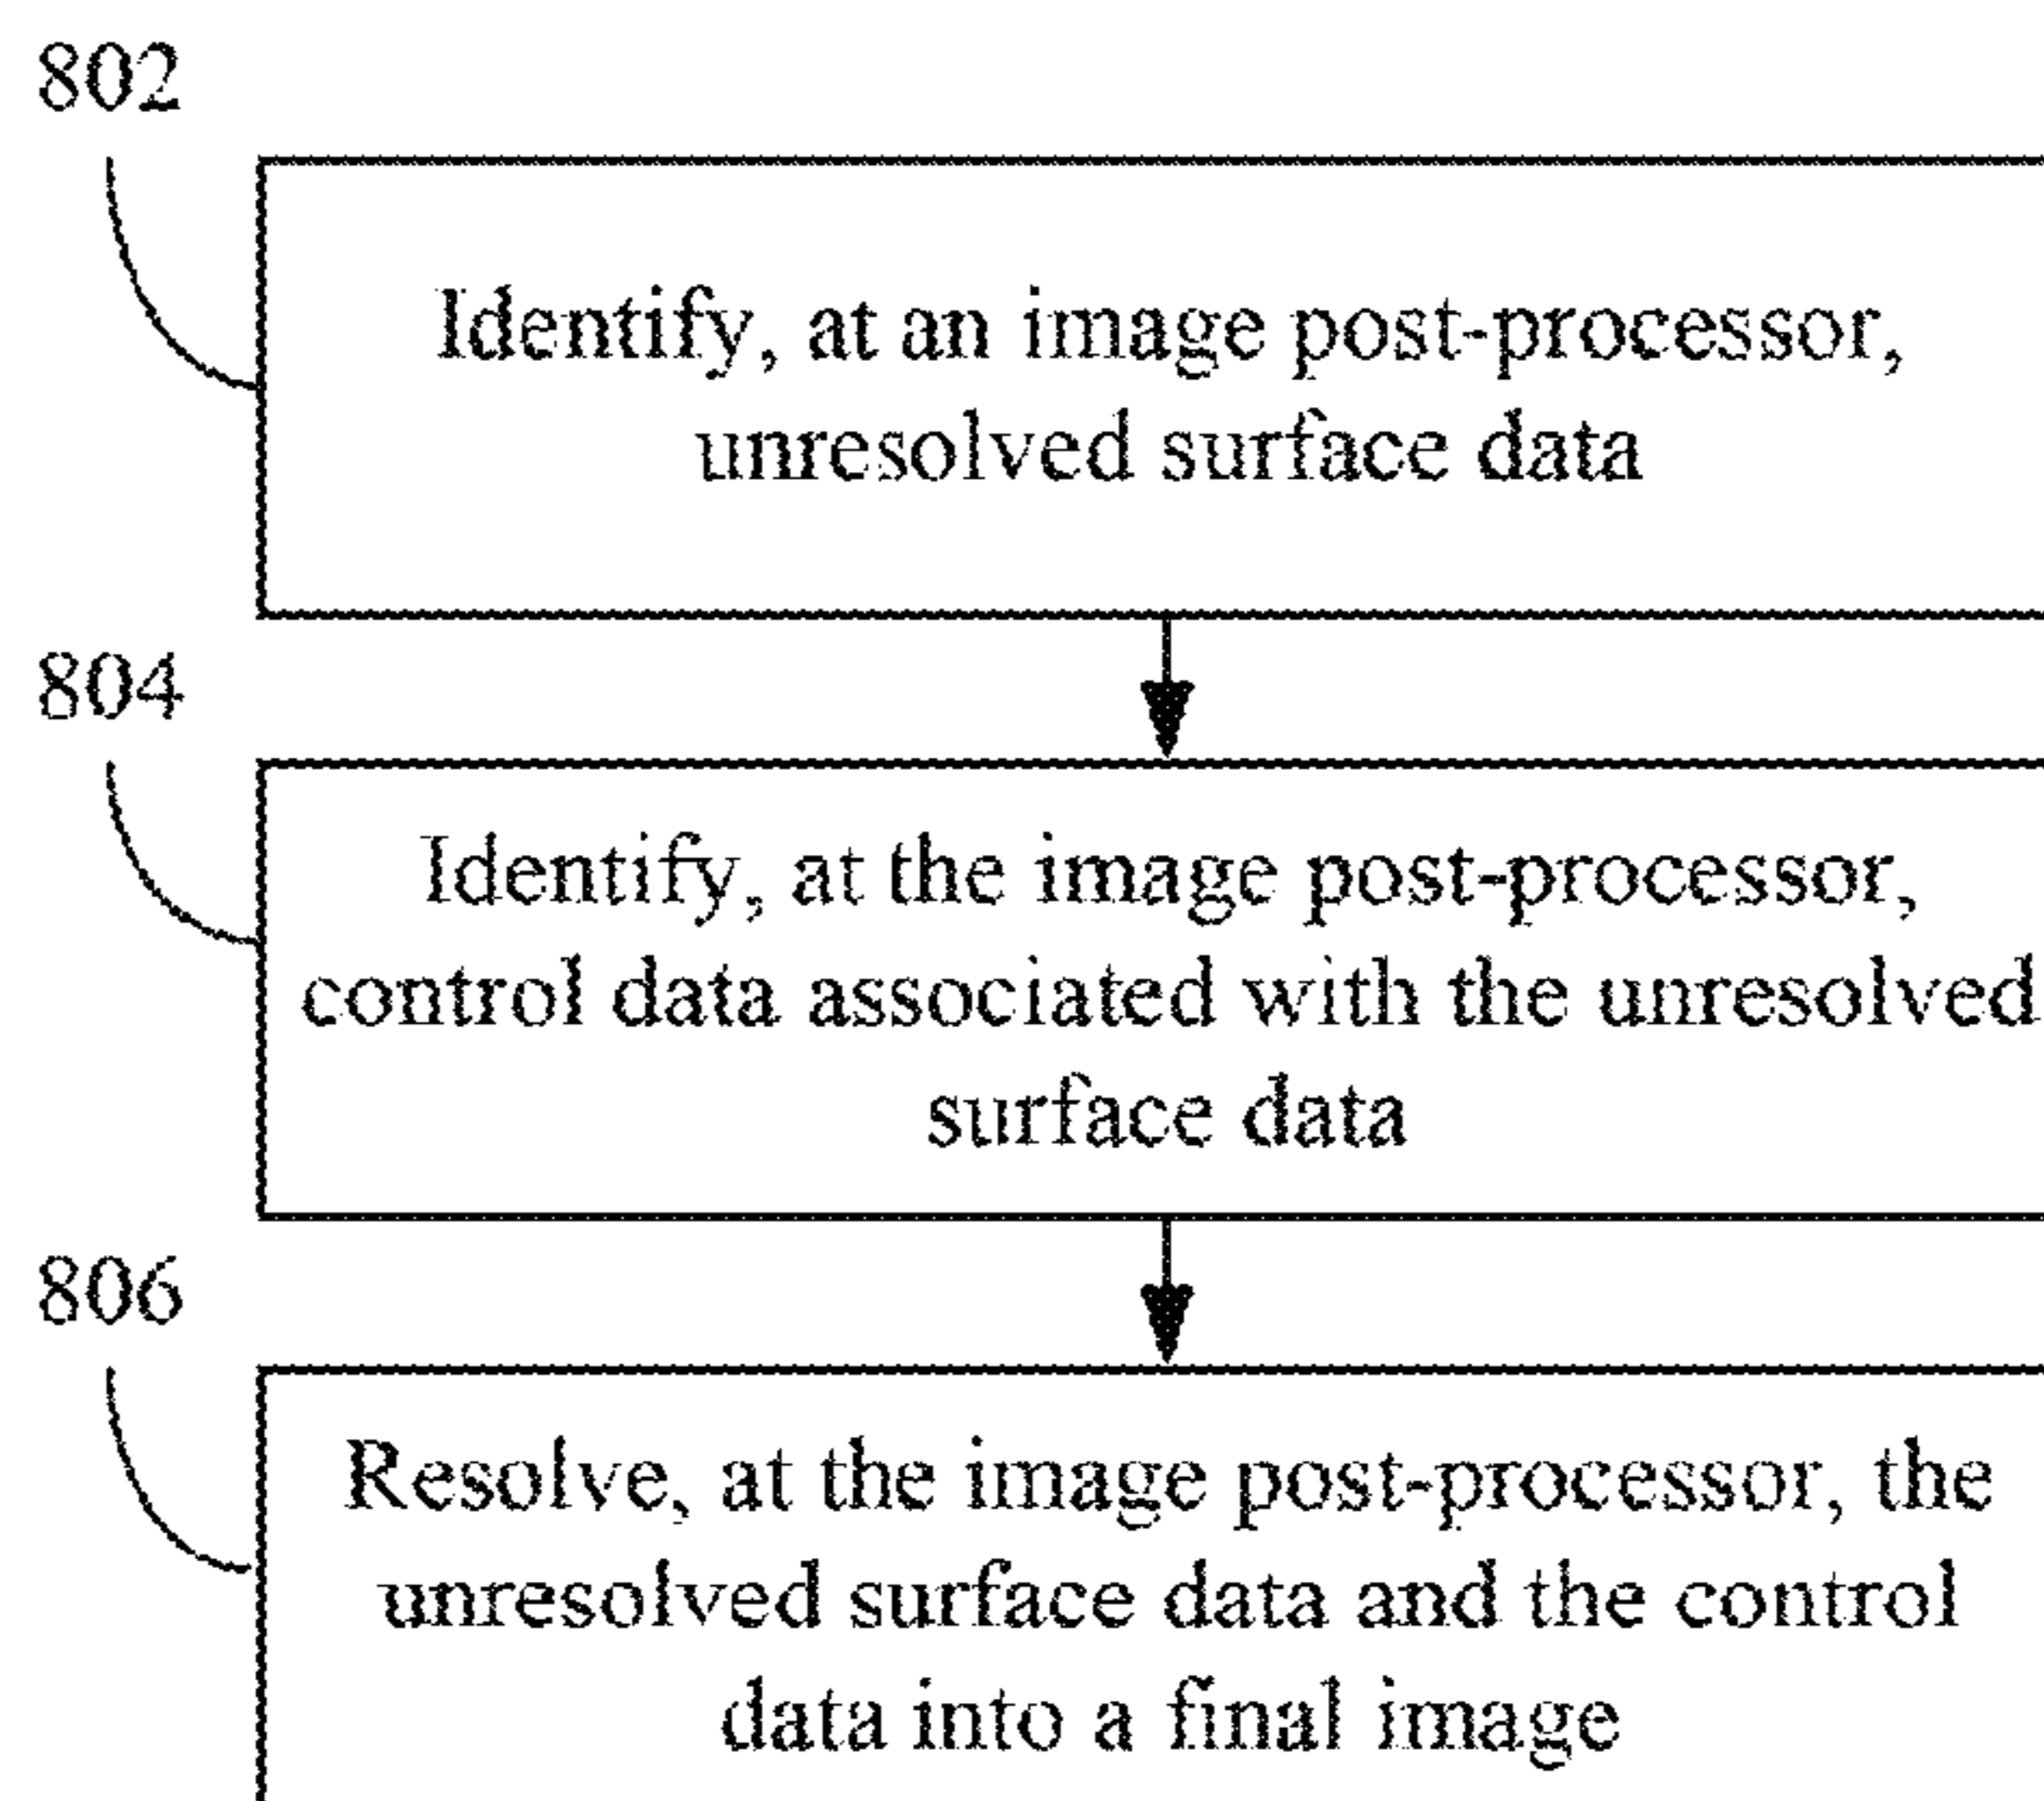 802
Identify, at an image post-processor,
unresolved surface data
804
Identify, at the image post-processor,
control data associated with the unresolved
surface data
806
Resolve, at the image post-processor, the
unresolved surface data and the control
data into a final image